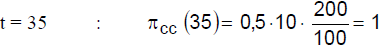 t = 35 : π_CC (35) = 0,5 · 10 · 200/100 = 1